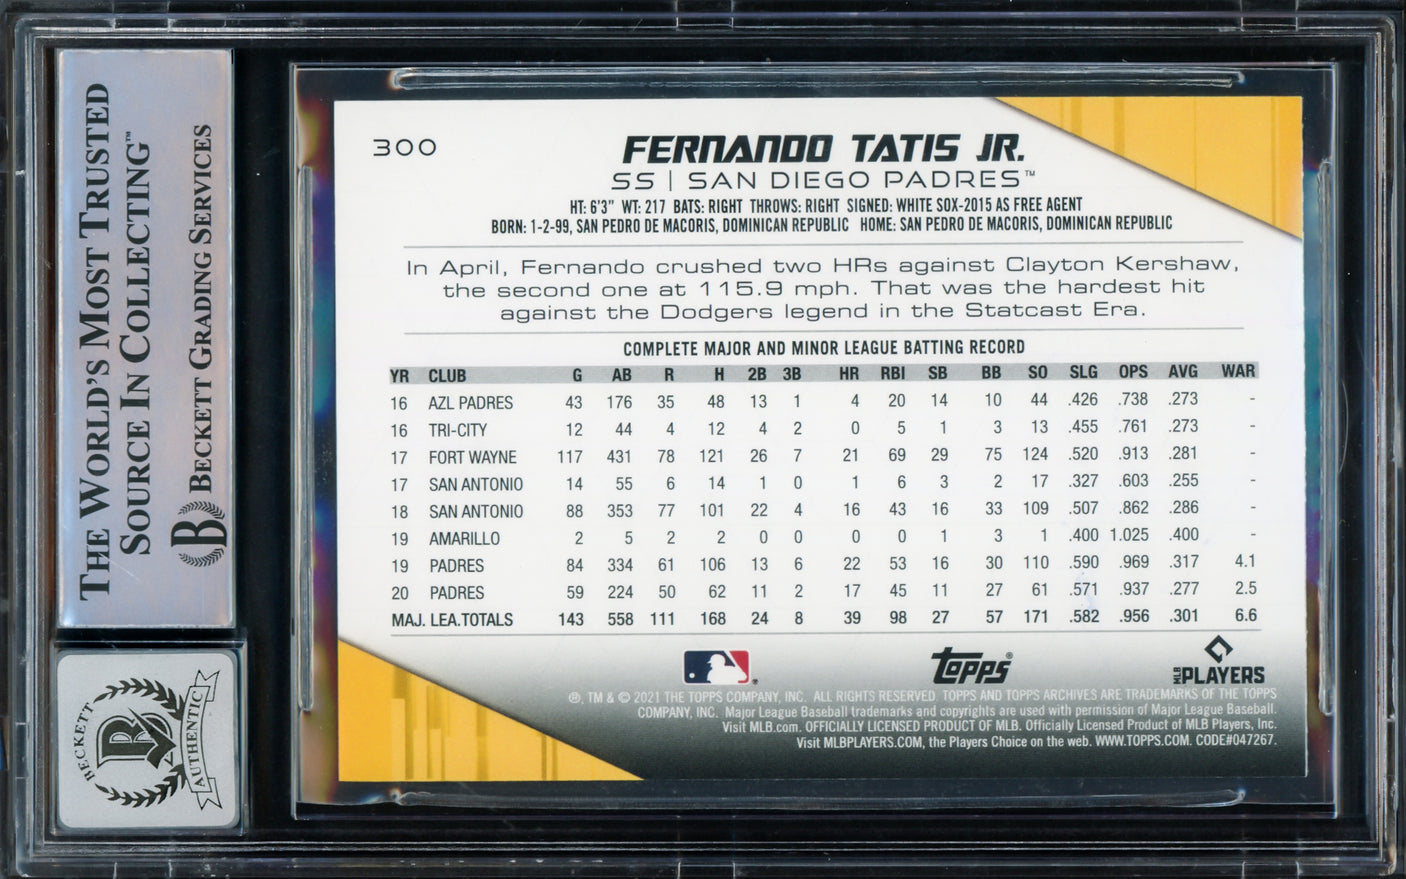 THE WORLD'S MOST TRUSTED
SOURCE IN COLLECTING™
BECKETT GRADING SERVICES
B
BECKETT
B
AUTHENTIC
300
FERNANDO TATIS JR.
SS | SAN DIEGO PADRES™
HT: 6'3" WT: 217 BATS: RIGHT THROWS: RIGHT SIGNED: WHITE SOX-2015 AS FREE AGENT
BORN: 1-2-99, SAN PEDRO DE MACORIS, DOMINICAN REPUBLIC HOME: SAN PEDRO DE MACORIS, DOMINICAN REPUBLIC
In April, Fernando crushed two HRs against Clayton Kershaw,
the second one at 115.9 mph. That was the hardest hit
against the Dodgers legend in the Statcast Era.
COMPLETE MAJOR AND MINOR LEAGUE BATTING RECORD
YR CLUB G AB R H 2B 3B HR RBI SB BB SO SLG OPS AVG WAR
16 AZL PADRES 43 176 35 48 13 1 4 20 14 10 44 .426 .738 .273 -
16 TRI-CITY 12 44 4 12 4 2 0 5 1 3 13 .455 .761 .273 -
17 FORT WAYNE 117 431 78 121 26 7 21 69 29 75 124 .520 .913 .281 -
17 SAN ANTONIO 14 55 6 14 1 0 1 6 3 2 17 .327 .603 .255 -
18 SAN ANTONIO 88 353 77 101 22 4 16 43 16 33 109 .507 .862 .286 -
19 AMARILLO 2 5 2 2 0 0 0 0 1 3 1 .400 1.025 .400 -
19 PADRES 84 334 61 106 13 6 22 53 16 30 110 .590 .969 .317 4.1
20 PADRES 59 224 50 62 11 2 17 45 11 27 61 .571 .937 .277 2.5
MAJ. LEA.TOTALS 143 558 111 168 24 8 39 98 27 57 171 .582 .956 .301 6.6
Topps®
MLB PLAYERS
®, TM & © 2021 THE TOPPS COMPANY, INC. ALL RIGHTS RESERVED. TOPPS AND TOPPS ARCHIVES ARE TRADEMARKS OF THE TOPPS
COMPANY, INC. Major League Baseball trademarks and copyrights are used with permission of Major League Baseball.
Visit MLB.com. OFFICIALLY LICENSED PRODUCT OF MLB. Officially Licensed Product of MLB Players, Inc.
Visit MLBPLAYERS.COM, the Players Choice on the web. WWW.TOPPS.COM. CODE#047267.